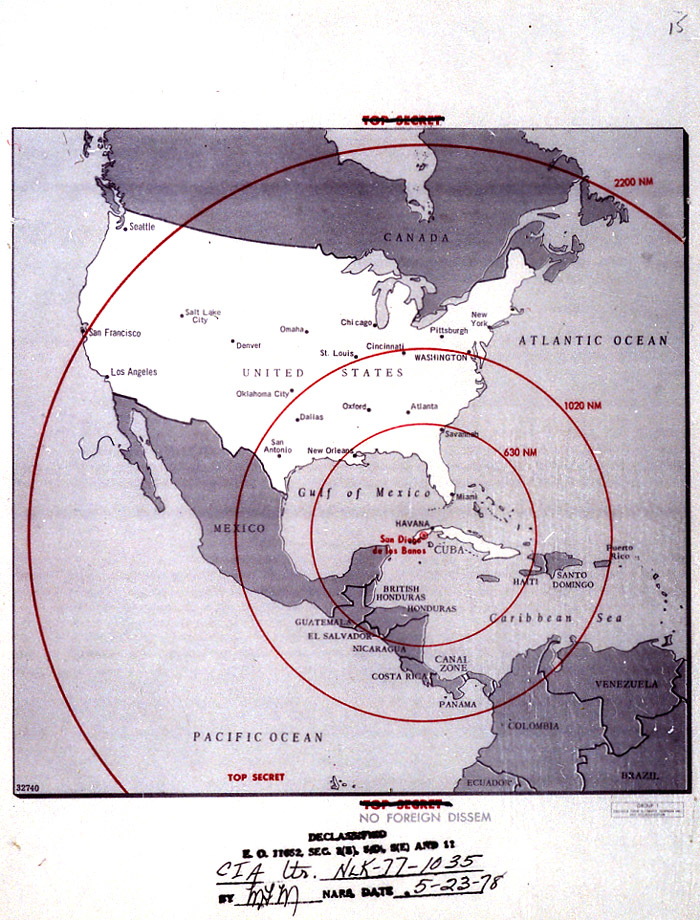 15
TOP SECRET
2200 NM
Seattle
CANADA
Salt Lake
City
Chicago
New
York
San Francisco
Omaha
Pittsburgh
ATLANTIC OCEAN
Denver
St. Louis
Cincinnati
WASHINGTON
Los Angeles
UNITED STATES
Oklahoma City
Oxford
Atlanta
1020 NM
Dallas
Savannah
San
Antonio
New Orleans
630 NM
Gulf of Mexico
Miami
MEXICO
HAVANA
San Diego
de los Banos
CUBA
Puerto
Rico
HAITI
SANTO
DOMINGO
BRITISH
HONDURAS
HONDURAS
GUATEMALA
Caribbean Sea
EL SALVADOR
NICARAGUA
CANAL
ZONE
COSTA RICA
VENEZUELA
PANAMA
COLOMBIA
PACIFIC OCEAN
TOP SECRET
ECUADOR
BRAZIL
32740
TOP SECRET
NO FOREIGN DISSEM
GROUP 1
DECLASSIFIED
E. O. 11652, SEC. 3(E), 5(D), 5(E) AND 11
CIA ltr. NLK-77-1035
BY MFM NARS, DATE 5-23-78